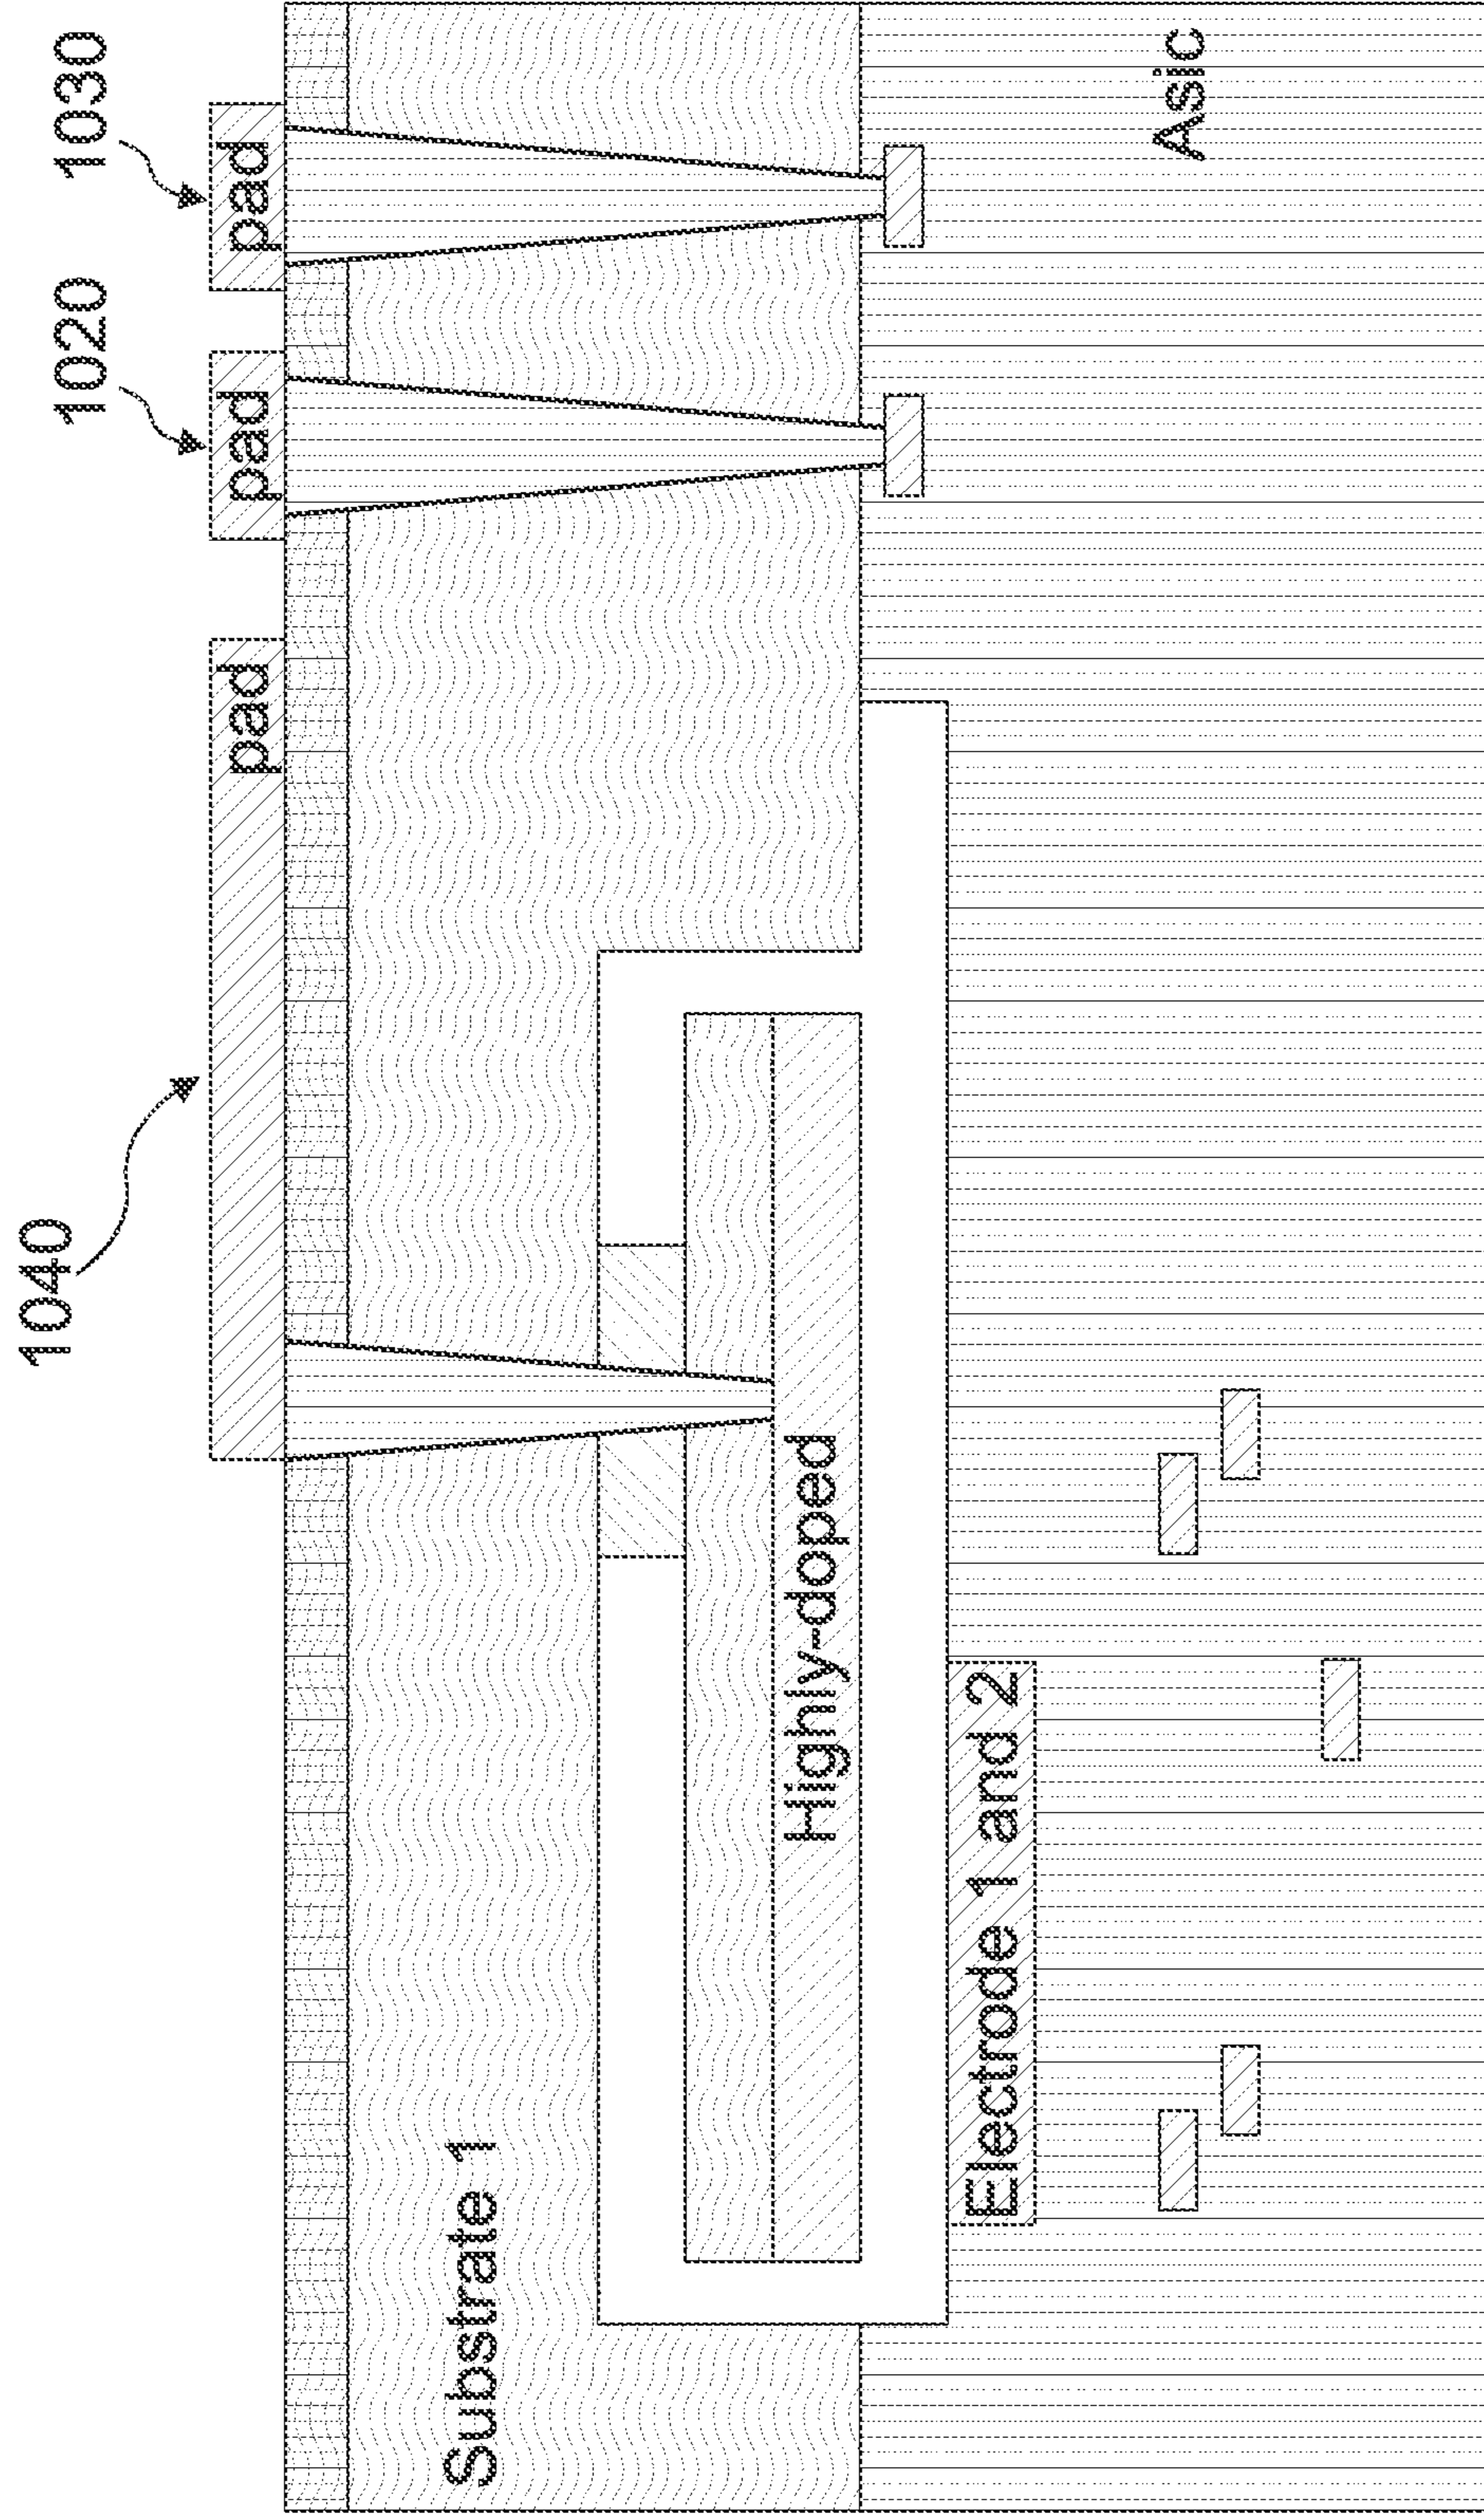 1040
1020
1030
pad
pad
pad
Substrate 1
Highly-doped
Electrode 1 and 2
Asic